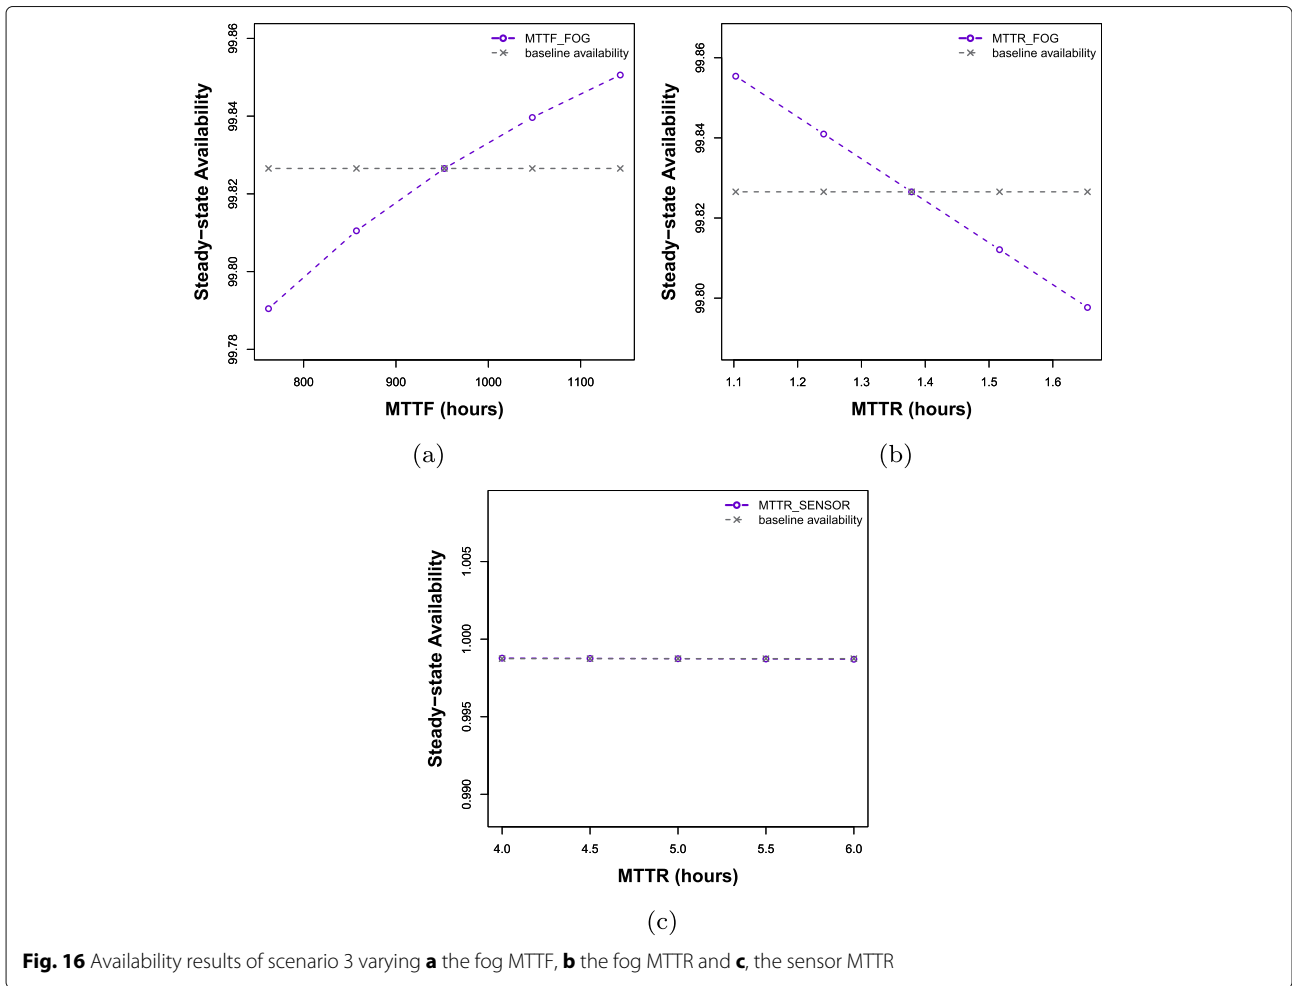 MTTF_FOG
baseline availability
Steady−state Availability
99.86
99.84
99.82
99.80
99.78
800 900 1000 1100
MTTF (hours)
(a)
MTTR_FOG
baseline availability
Steady−state Availability
99.86
99.84
99.82
99.80
1.1 1.2 1.3 1.4 1.5 1.6
MTTR (hours)
(b)
MTTR_SENSOR
baseline availability
Steady−state Availability
1.005
1.000
0.995
0.990
4.0 4.5 5.0 5.5 6.0
MTTR (hours)
(c)
Fig. 16 Availability results of scenario 3 varying a the fog MTTF, b the fog MTTR and c, the sensor MTTR